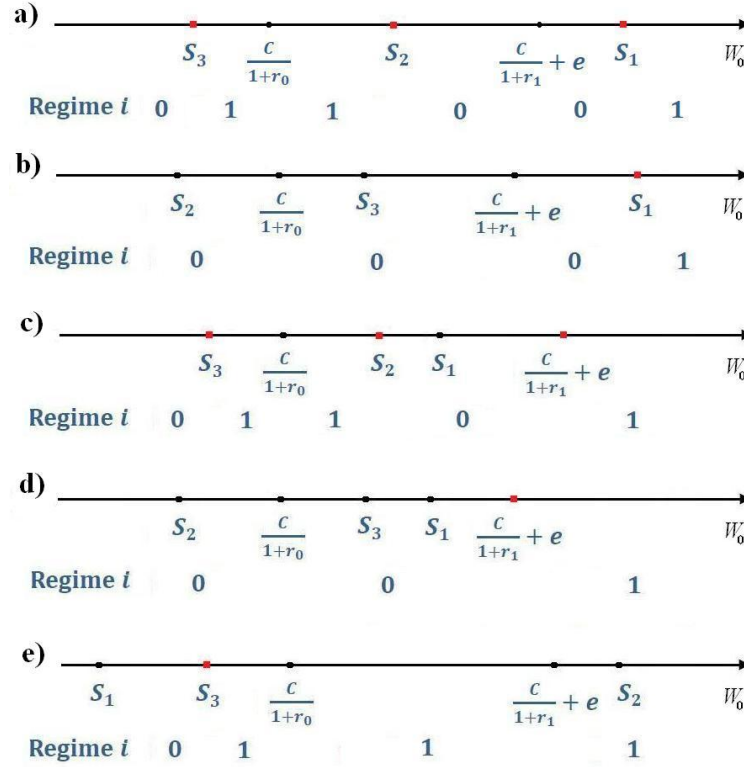 a)
S₃ C/(1+r₀) S₂ C/(1+r₁) + e S₁ W₀
Regime i 0 1 1 0 0 1
b)
S₂ C/(1+r₀) S₃ C/(1+r₁) + e S₁ W₀
Regime i 0 0 0 1
c)
S₃ C/(1+r₀) S₂ S₁ C/(1+r₁) + e W₀
Regime i 0 1 1 0 1
d)
S₂ C/(1+r₀) S₃ S₁ C/(1+r₁) + e W₀
Regime i 0 0 1
e)
S₁ S₃ C/(1+r₀) C/(1+r₁) + e S₂ W₀
Regime i 0 1 1 1